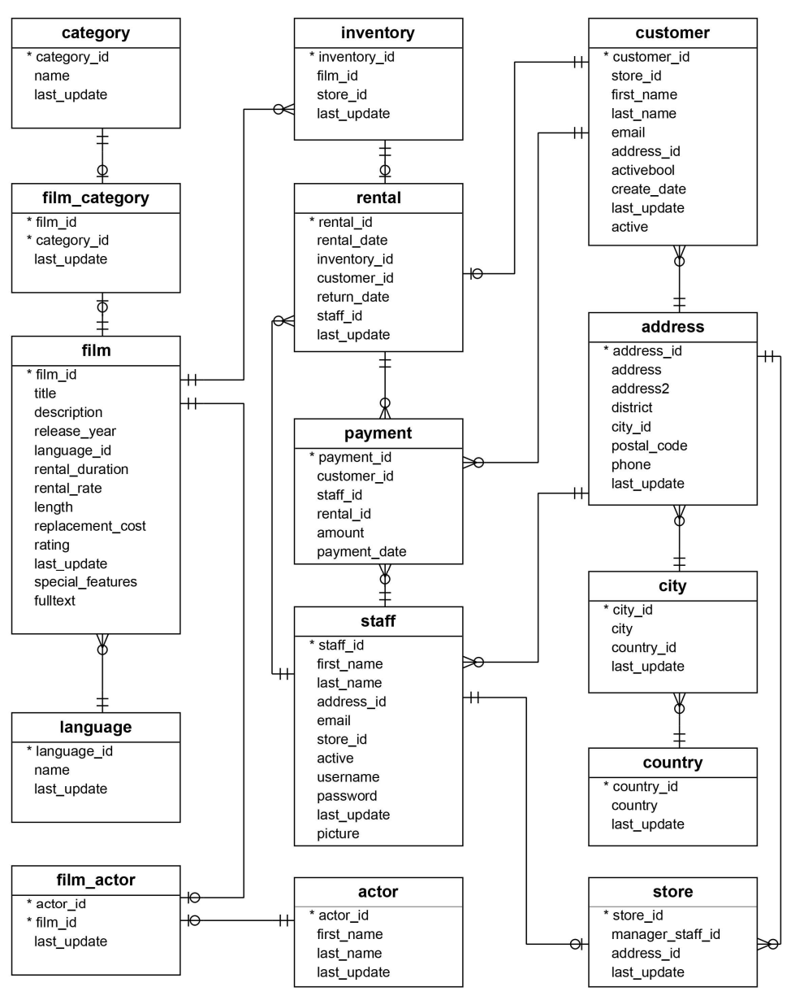 category
* category_id
name
last_update
film_category
* film_id
* category_id
last_update
film
* film_id
title
description
release_year
language_id
rental_duration
rental_rate
length
replacement_cost
rating
last_update
special_features
fulltext
language
* language_id
name
last_update
film_actor
* actor_id
* film_id
last_update
inventory
* inventory_id
film_id
store_id
last_update
rental
* rental_id
rental_date
inventory_id
customer_id
return_date
staff_id
last_update
payment
* payment_id
customer_id
staff_id
rental_id
amount
payment_date
staff
* staff_id
first_name
last_name
address_id
email
store_id
active
username
password
last_update
picture
actor
* actor_id
first_name
last_name
last_update
customer
* customer_id
store_id
first_name
last_name
email
address_id
activebool
create_date
last_update
active
address
* address_id
address
address2
district
city_id
postal_code
phone
last_update
city
* city_id
city
country_id
last_update
country
* country_id
country
last_update
store
* store_id
manager_staff_id
address_id
last_update